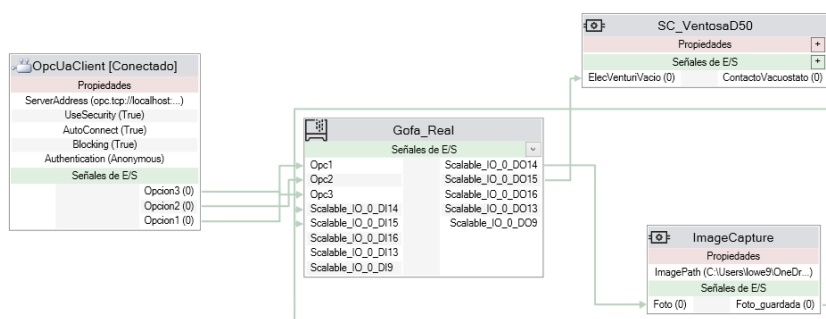 OpcUaClient [Conectado]
Propiedades
ServerAddress (opc.tcp://localhost:...)
UseSecurity (True)
AutoConnect (True)
Blocking (True)
Authentication (Anonymous)
Señales de E/S
Opcion3 (0)
Opcion2 (0)
Opcion1 (0)
Gofa_Real
Señales de E/S
Opc1 Scalable_IO_0_DO14
Opc2 Scalable_IO_0_DO15
Opc3 Scalable_IO_0_DO16
Scalable_IO_0_DI14 Scalable_IO_0_DO13
Scalable_IO_0_DI15 Scalable_IO_0_DO9
Scalable_IO_0_DI16
Scalable_IO_0_DI13
Scalable_IO_0_DI9
SC_VentosaD50
Propiedades +
Señales de E/S +
ElecVenturiVacio (0) ContactoVacuostato (0)
ImageCapture
Propiedades
ImagePath (C:\Users\lowe9\OneDr...)
Señales de E/S
Foto (0) Foto_guardada (0)